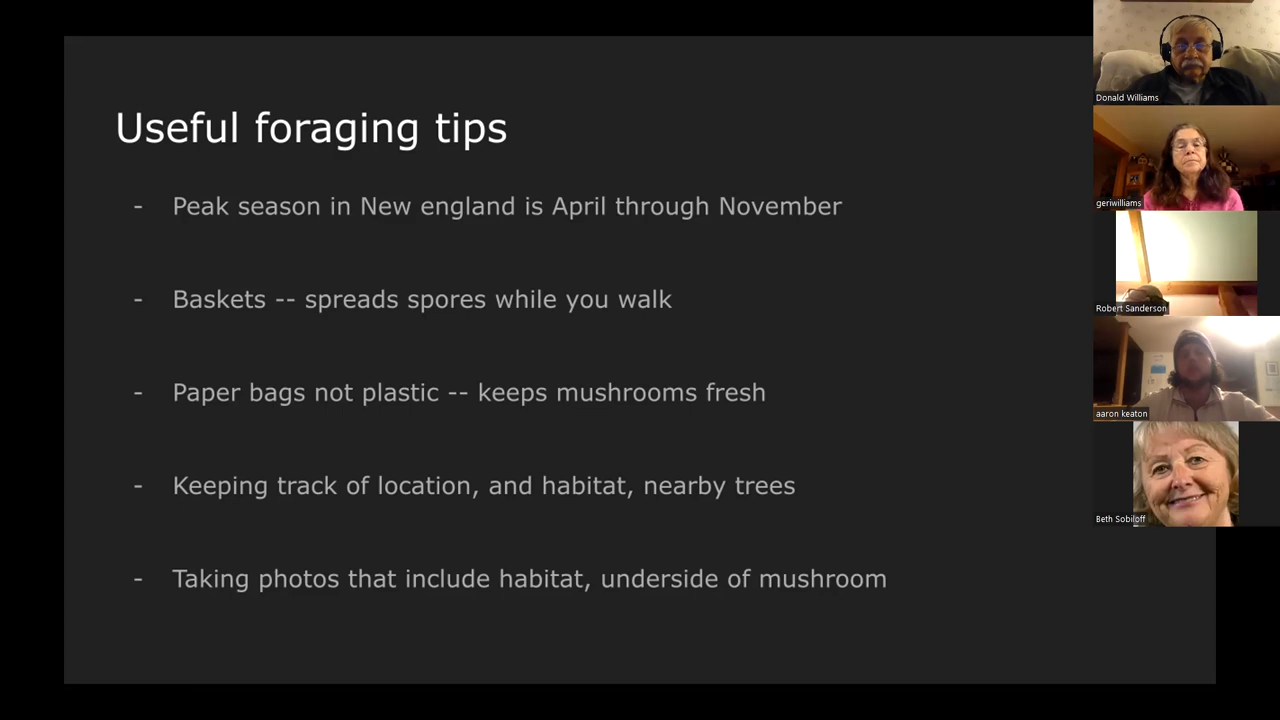 Useful foraging tips
- Peak season in New england is April through November
- Baskets -- spreads spores while you walk
- Paper bags not plastic -- keeps mushrooms fresh
- Keeping track of location, and habitat, nearby trees
- Taking photos that include habitat, underside of mushroom
Donald Williams
geriwilliams
Robert Sanderson
aaron keaton
Beth Sobiloff